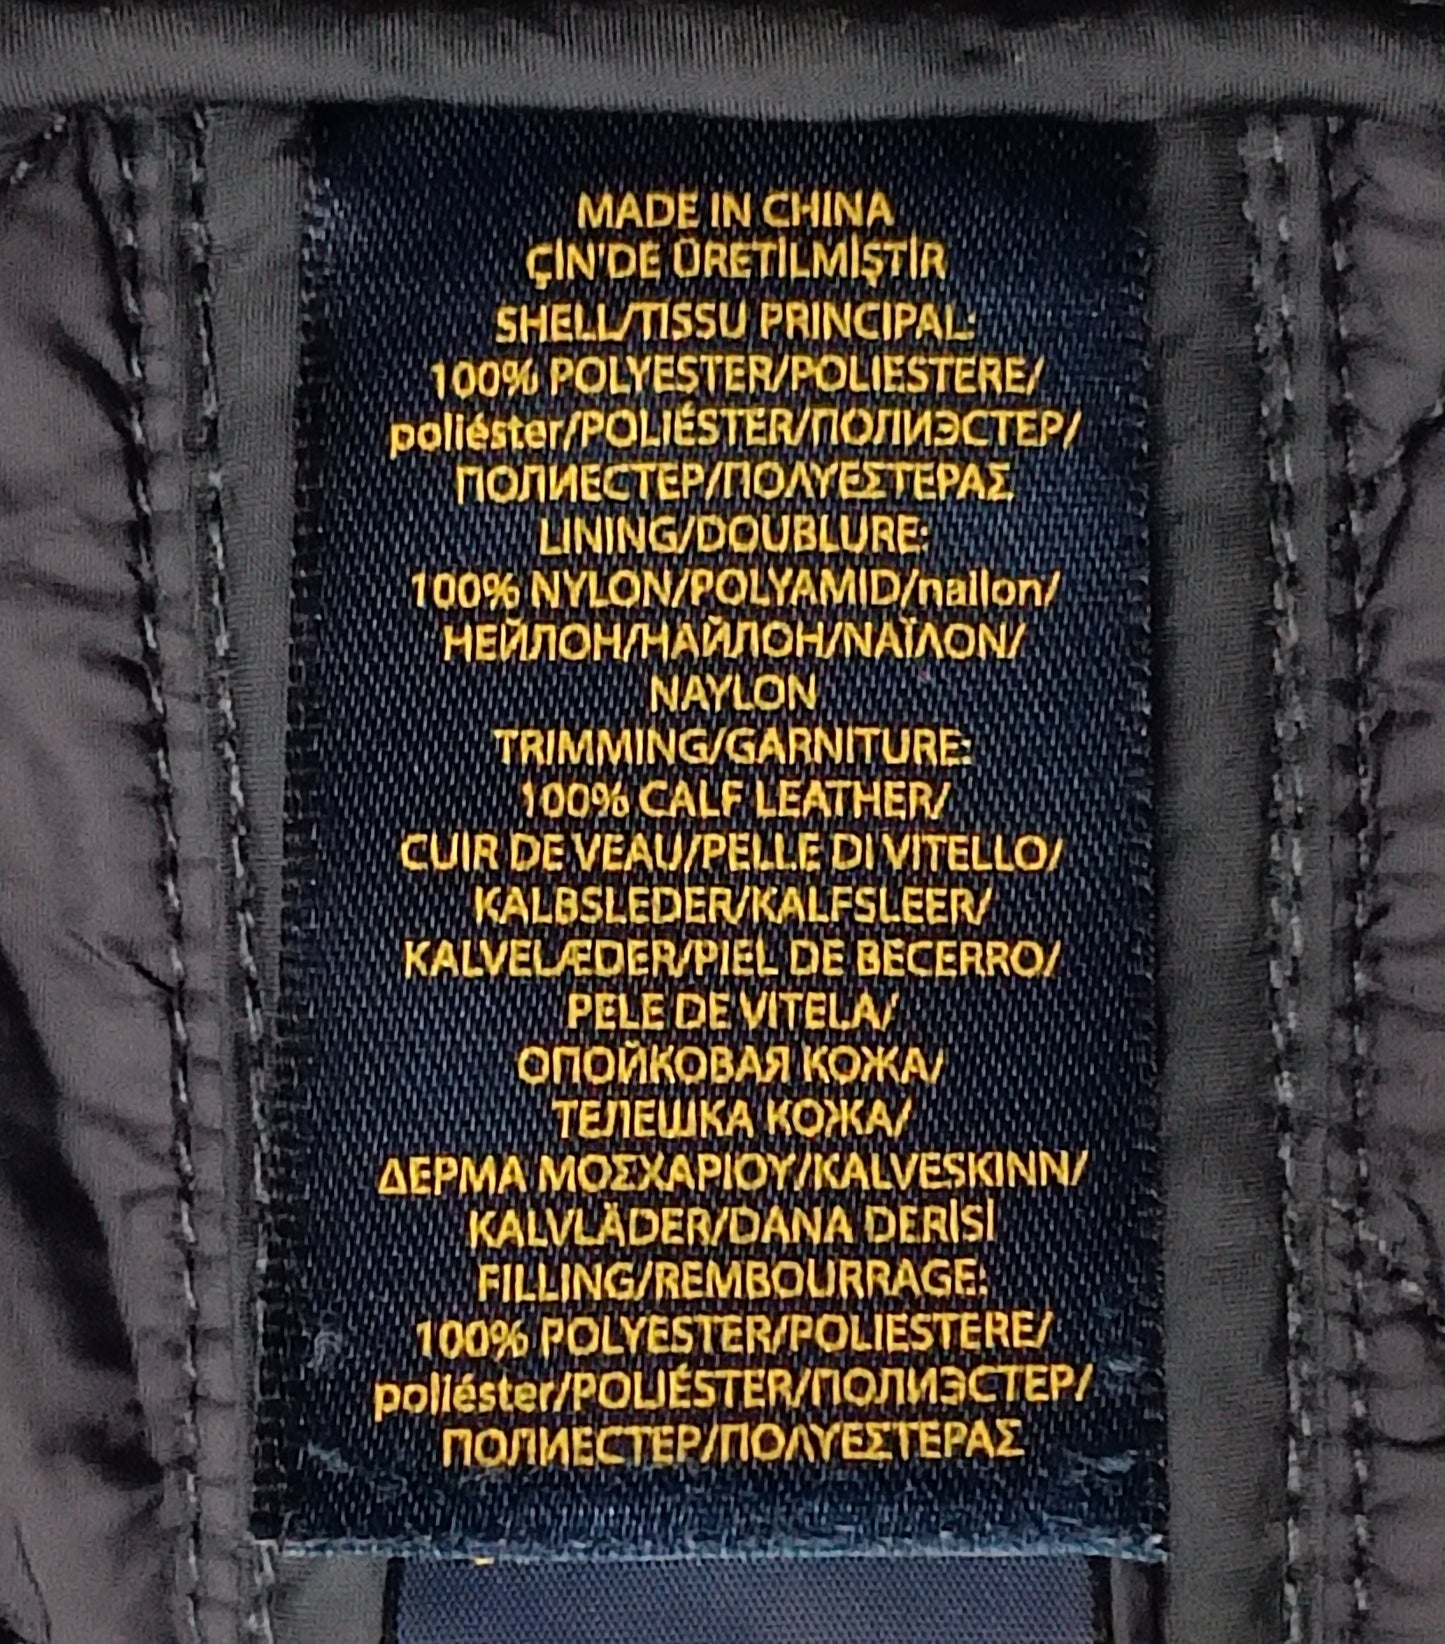 MADE IN CHINA
ÇİN'DE ÜRETİLMİŞTİR
SHELL/TISSU PRINCIPAL:
100% POLYESTER/POLIESTERE/
poliéster/POLIÉSTER/ПОЛИЭСТЕР/
ПОЛИЕСТЕР/ΠΟΛΥΕΣΤΕΡΑΣ
LINING/DOUBLURE:
100% NYLON/POLYAMID/nailon/
НЕЙЛОН/НАЙЛОН/ΝΑΪΛΟΝ/
NAYLON
TRIMMING/GARNITURE:
100% CALF LEATHER/
CUIR DE VEAU/PELLE DI VITELLO/
KALBSLEDER/KALFSLEER/
KALVELÆDER/PIEL DE BECERRO/
PELE DE VITELA/
ОПОЙКОВАЯ КОЖА/
ТЕЛЕШКА КОЖА/
ΔΕΡΜΑ ΜΟΣΧΑΡΙΟΥ/KALVESKINN/
KALVLÄDER/DANA DERİSİ
FILLING/REMBOURRAGE:
100% POLYESTER/POLIESTERE/
poliéster/POLIÉSTER/ПОЛИЭСТЕР/
ПОЛИЕСТЕР/ΠΟΛΥΕΣΤΕΡΑΣ